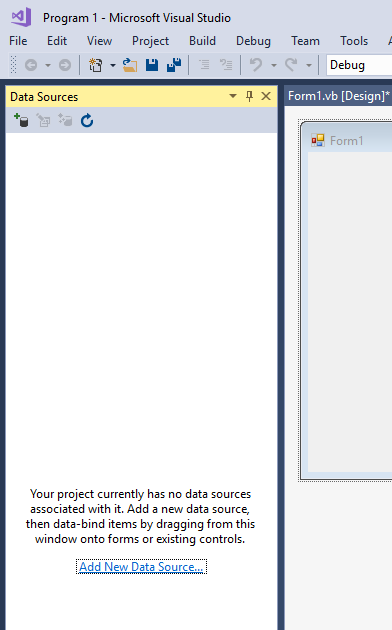 Program 1 - Microsoft Visual Studio
File Edit View Project Build Debug Team Tools
Debug
Data Sources
Form1.vb [Design]*
Form1
Your project currently has no data sources
associated with it. Add a new data source,
then data-bind items by dragging from this
window onto forms or existing controls.
Add New Data Source...